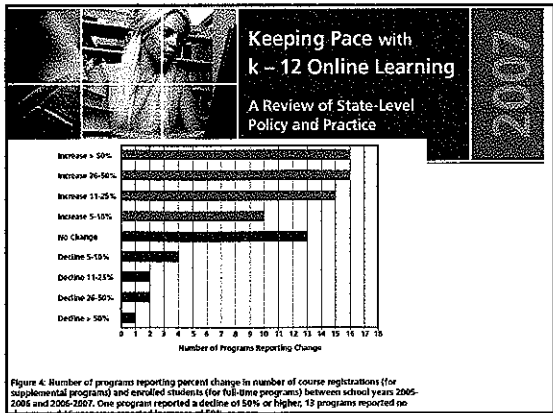 Keeping Pace with
k – 12 Online Learning
A Review of State-Level
Policy and Practice
2007
Increase > 50%
Increase 26-50%
Increase 11-25%
Increase 5-10%
No Change
Decline 5-10%
Decline 11-25%
Decline 26-50%
Decline > 50%
0 1 2 3 4 5 6 7 8 9 10 11 12 13 14 15 16 17 18
Number of Programs Reporting Change
Figure 4: Number of programs reporting percent change in number of course registrations (for
supplemental programs) and enrolled students (for full-time programs) between school years 2005-
2006 and 2006-2007. One program reported a decline of 50% or higher, 13 programs reported no